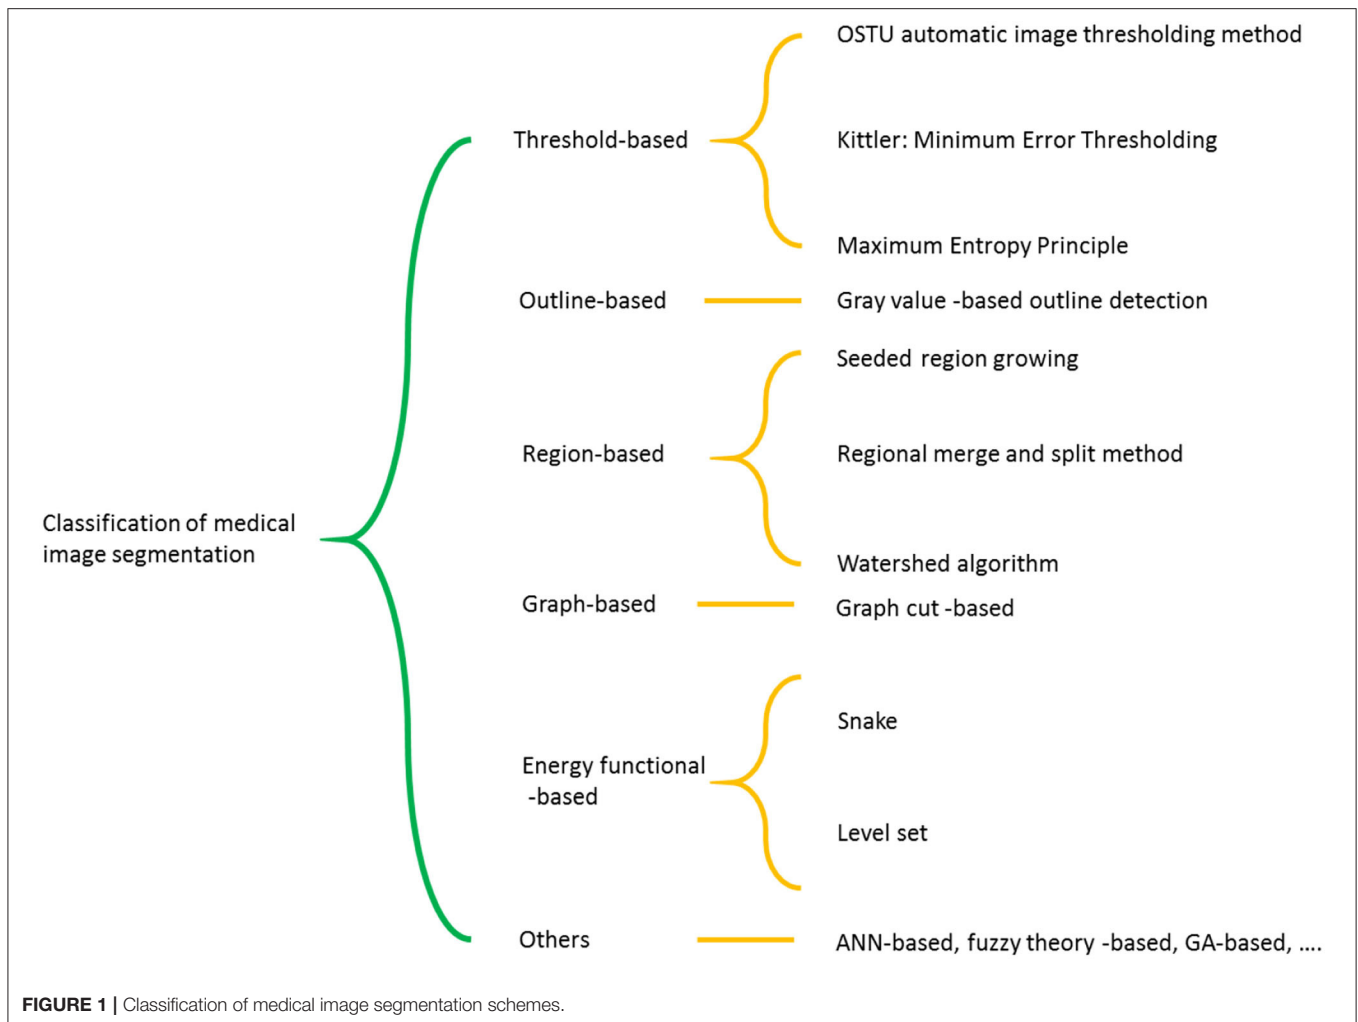 OSTU automatic image thresholding method
Threshold-based
Kittler: Minimum Error Thresholding
Maximum Entropy Principle
Outline-based
Gray value -based outline detection
Seeded region growing
Region-based
Regional merge and split method
Classification of medical
image segmentation
Watershed algorithm
Graph-based
Graph cut -based
Snake
Energy functional
-based
Level set
Others
ANN-based, fuzzy theory -based, GA-based, ....
FIGURE 1 | Classification of medical image segmentation schemes.